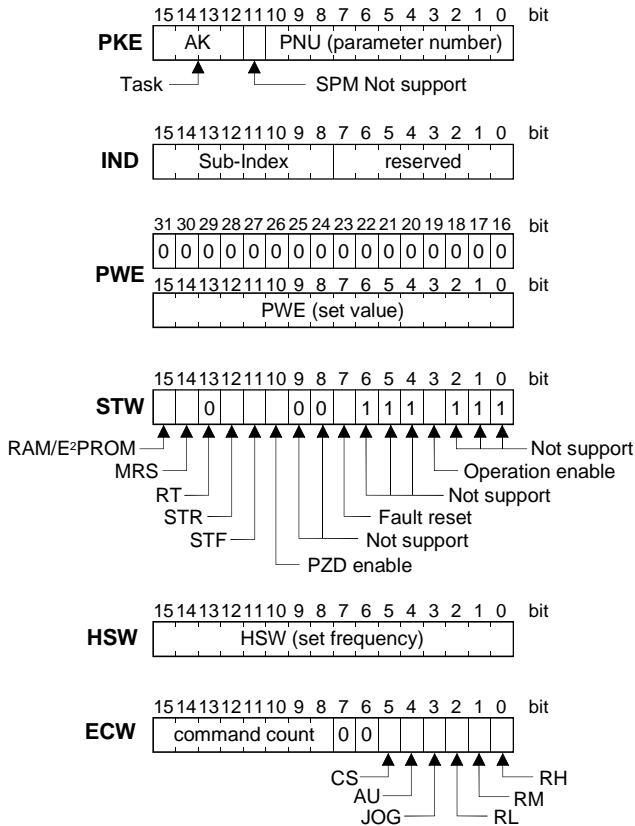 15 14 13 12 11 10 9 8 7 6 5 4 3 2 1 0 bit
PKE AK PNU (parameter number)
Task SPM Not support
15 14 13 12 11 10 9 8 7 6 5 4 3 2 1 0 bit
IND Sub-Index reserved
31 30 29 28 27 26 25 24 23 22 21 20 19 18 17 16 bit
0 0 0 0 0 0 0 0 0 0 0 0 0 0 0 0
PWE
15 14 13 12 11 10 9 8 7 6 5 4 3 2 1 0 bit
PWE (set value)
15 14 13 12 11 10 9 8 7 6 5 4 3 2 1 0 bit
STW 0 0 0 1 1 1 1 1 1
RAM/E²PROM Not support
MRS Operation enable
RT Not support
STR Fault reset
STF Not support
PZD enable
15 14 13 12 11 10 9 8 7 6 5 4 3 2 1 0 bit
HSW HSW (set frequency)
15 14 13 12 11 10 9 8 7 6 5 4 3 2 1 0 bit
ECW command count 0 0
CS RH
AU RM
JOG RL